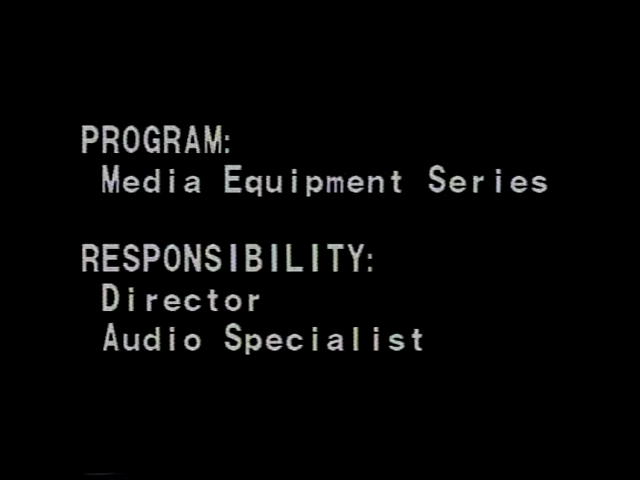 PROGRAM:
Media Equipment Series
RESPONSIBILITY:
Director
Audio Specialist